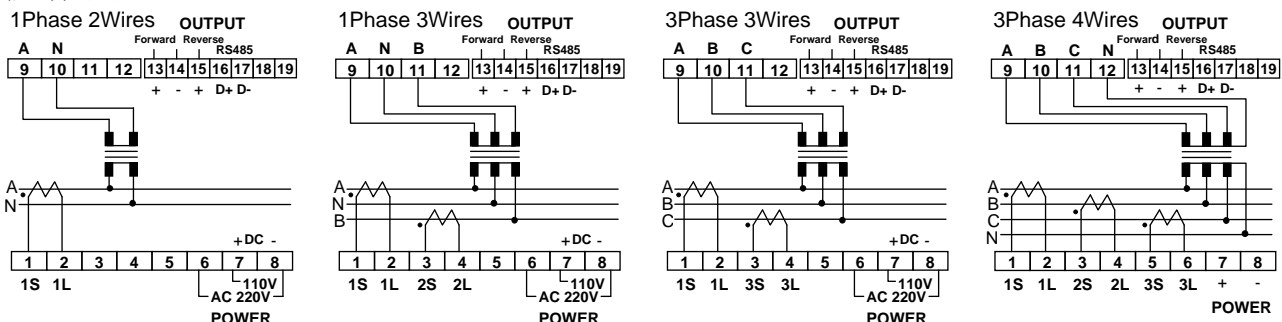 1Phase 2Wires OUTPUT
Forward Reverse
A N RS485
9 10 11 12 13 14 15 16 17 18 19
+ - + D+ D-
A
N
+ DC -
1 2 3 4 5 6 7 8
1S 1L 110V
AC 220V
POWER
1Phase 3Wires OUTPUT
Forward Reverse
A N B RS485
9 10 11 12 13 14 15 16 17 18 19
+ - + D+ D-
A
N
B
+ DC -
1 2 3 4 5 6 7 8
1S 1L 2S 2L 110V
AC 220V
POWER
3Phase 3Wires OUTPUT
Forward Reverse
A B C RS485
9 10 11 12 13 14 15 16 17 18 19
+ - + D+ D-
A
B
C
+ DC -
1 2 3 4 5 6 7 8
1S 1L 3S 3L 110V
AC 220V
POWER
3Phase 4Wires OUTPUT
Forward Reverse
A B C N RS485
9 10 11 12 13 14 15 16 17 18 19
+ - + D+ D-
A
B
C
N
1 2 3 4 5 6 7 8
1S 1L 2S 2L 3S 3L + -
POWER